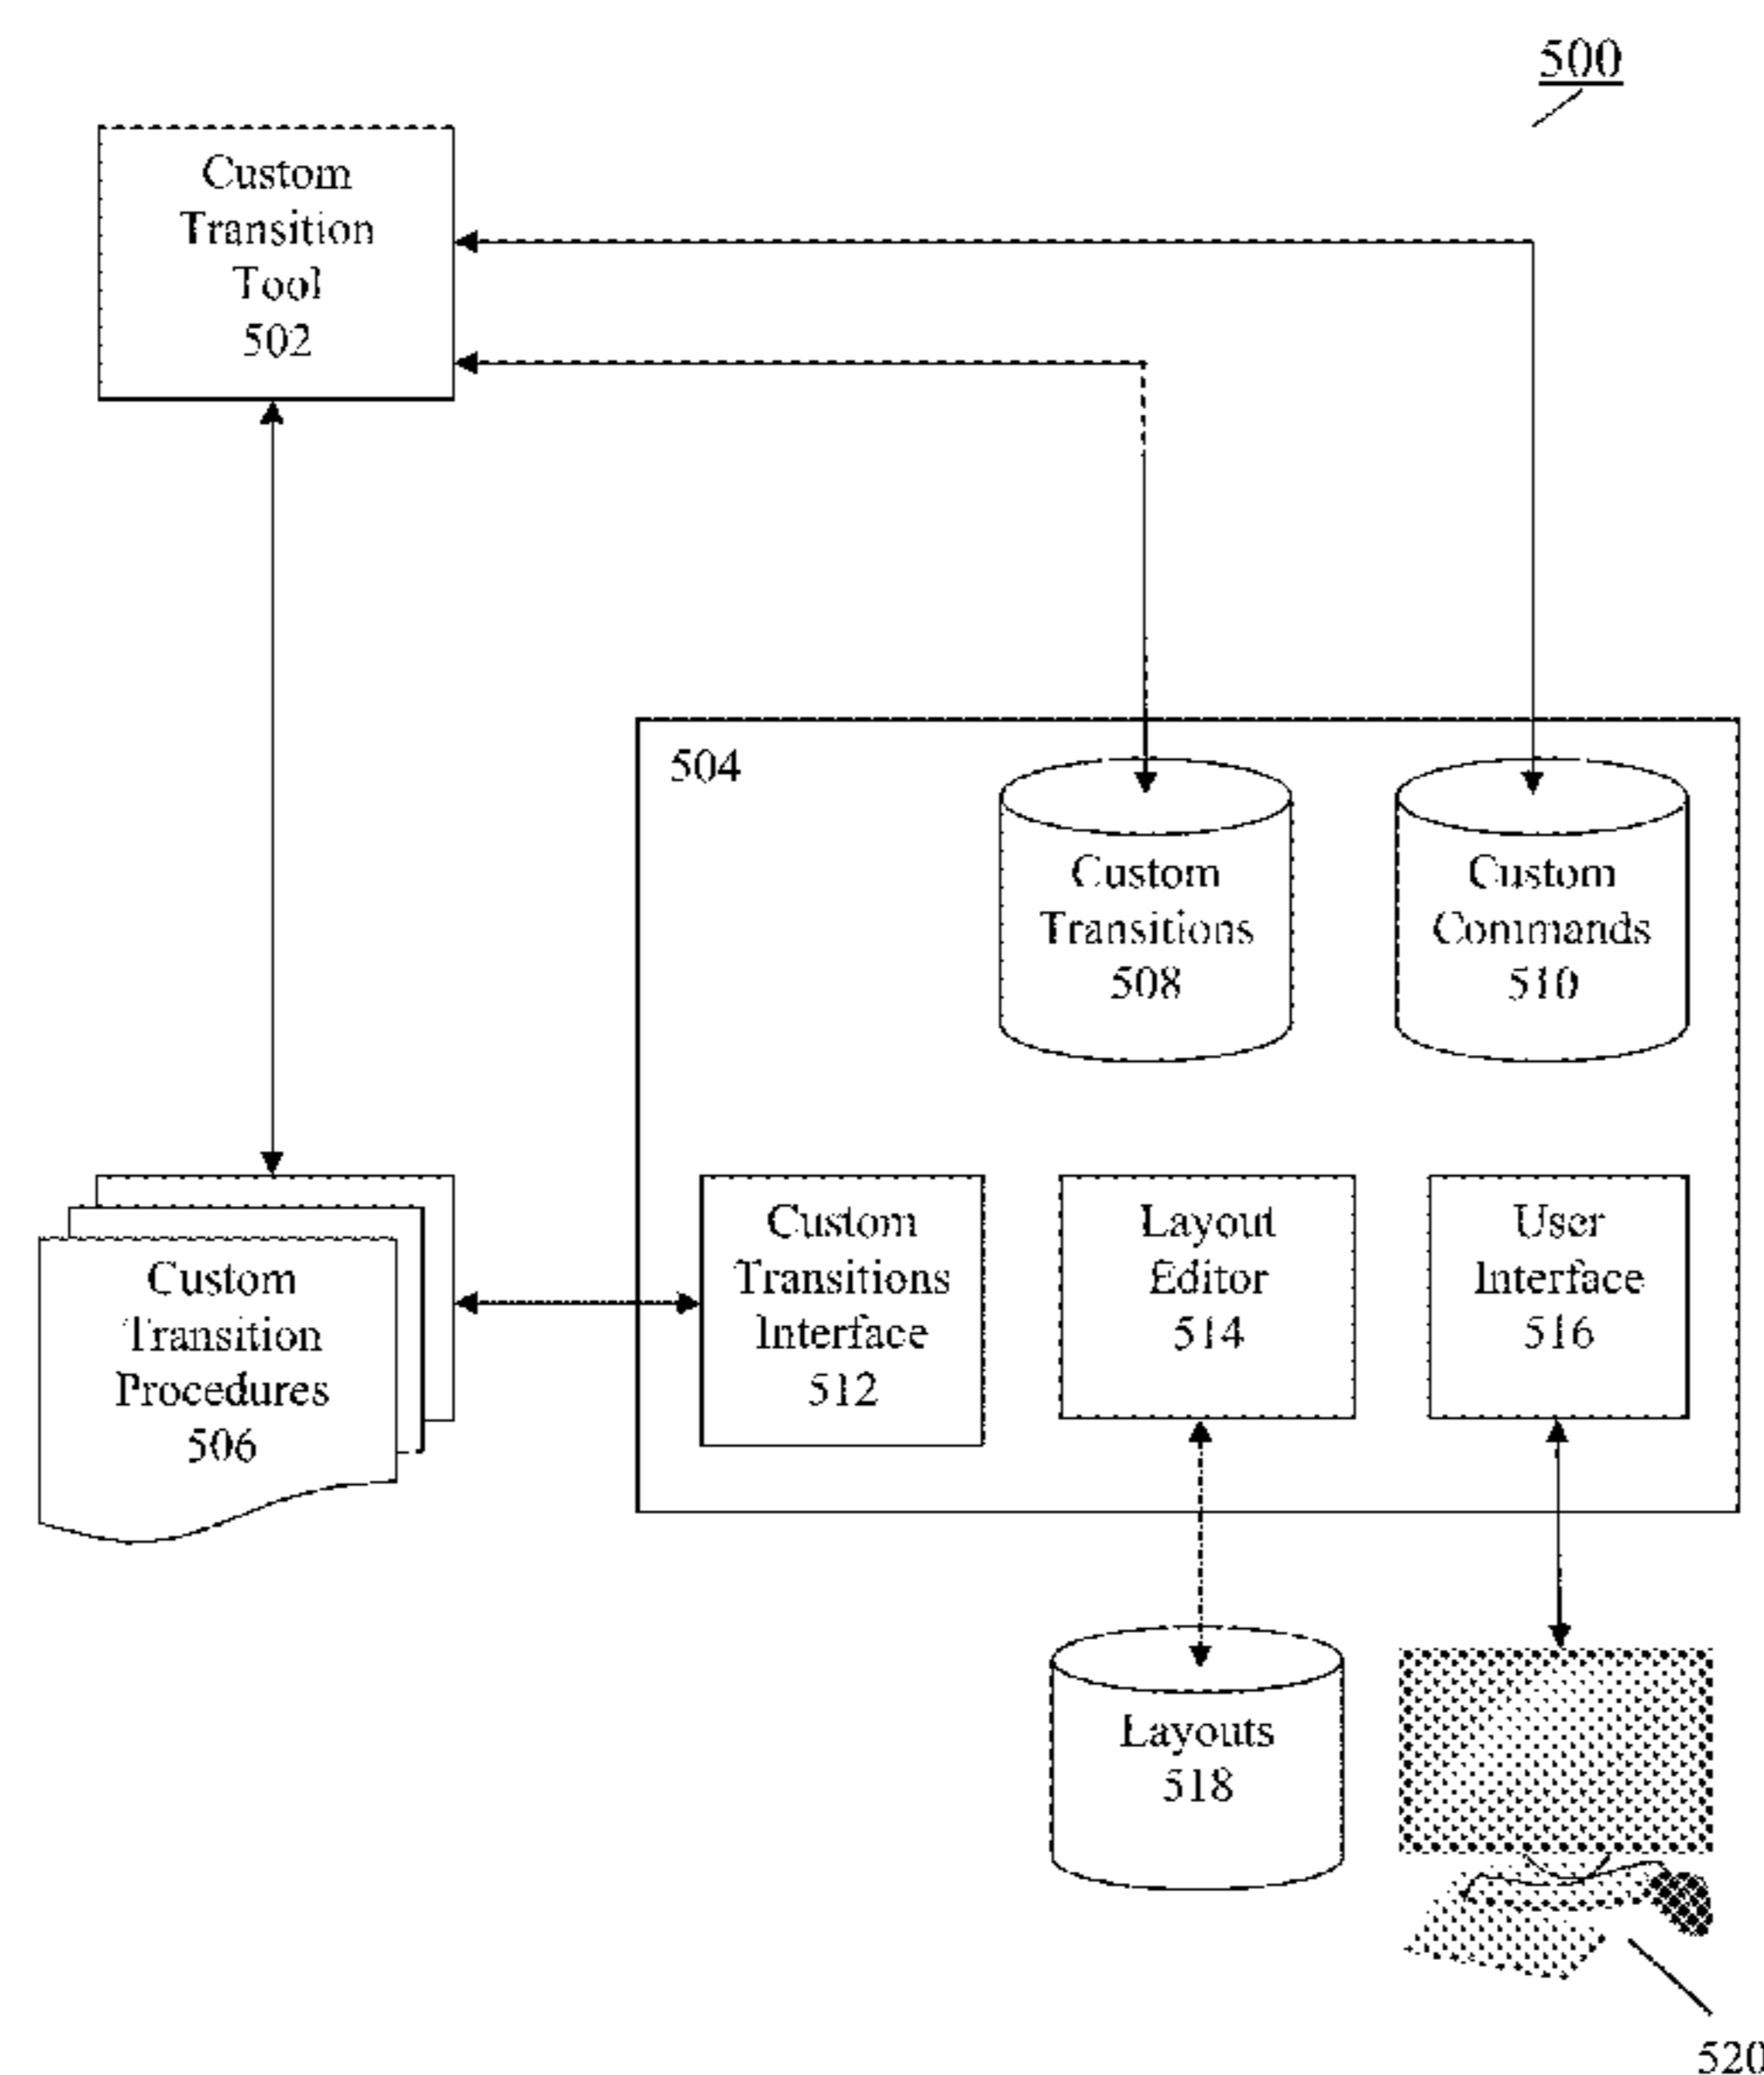 500
Custom
Transition
Tool
502
504
Custom
Transitions
508
Custom
Commands
510
Custom
Transition
Procedures
506
Custom
Transitions
Interface
512
Layout
Editor
514
User
Interface
516
Layouts
518
520